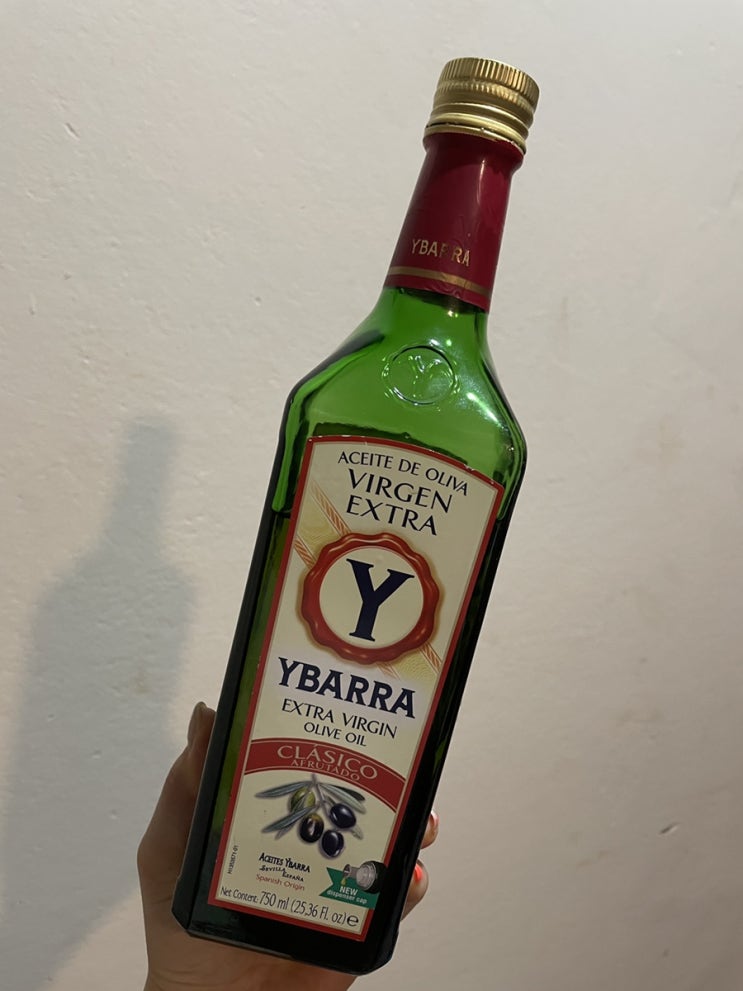 YBARRA
Y
ACEITE DE OLIVA
VIRGEN
EXTRA
Y
YBARRA
EXTRA VIRGIN
OLIVE OIL
CLÁSICO
AFRUTADO
ACEITES YBARRA
SEVILLA ESPAÑA
Spanish Origin
NEW
dispenser cap
Net Content: 750 ml (25,36 Fl. oz) e